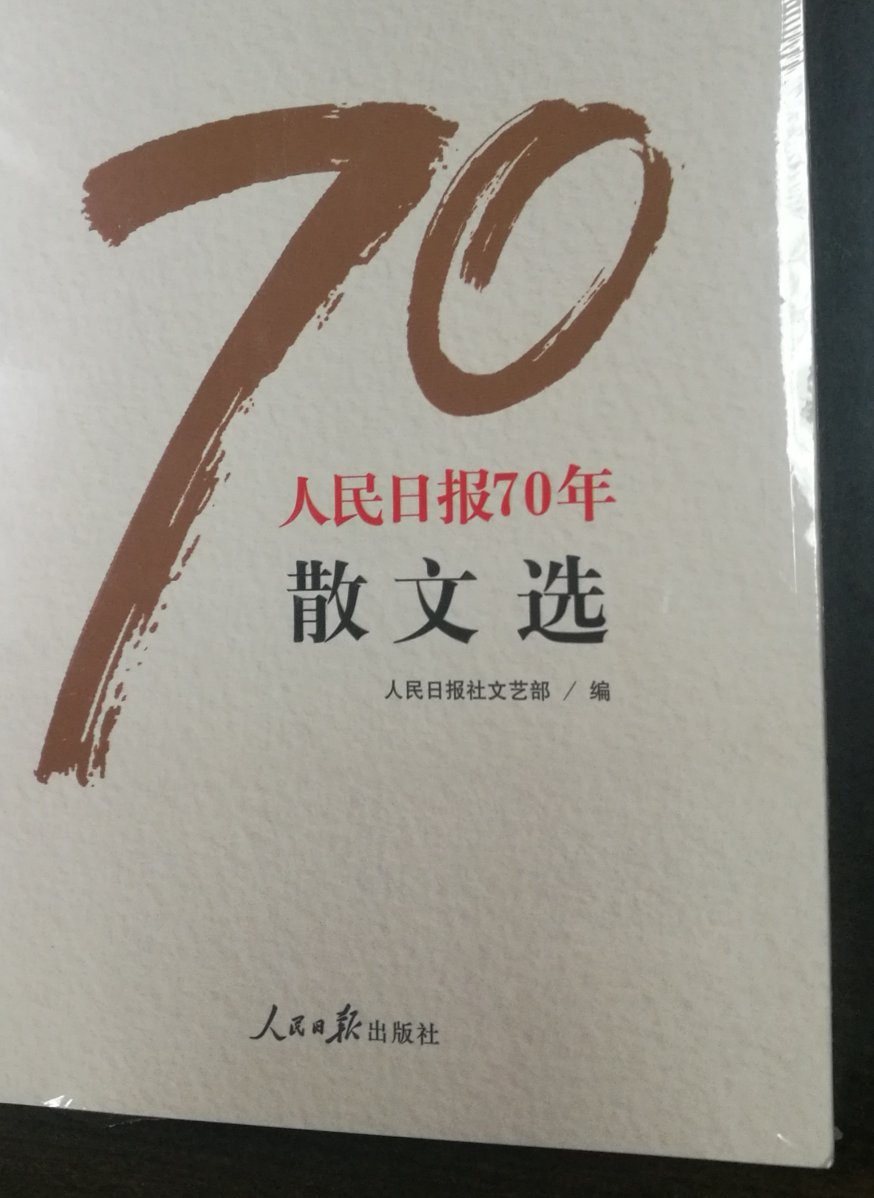 70
人民日报70年
散文选
人民日报社文艺部 / 编
人民日报出版社